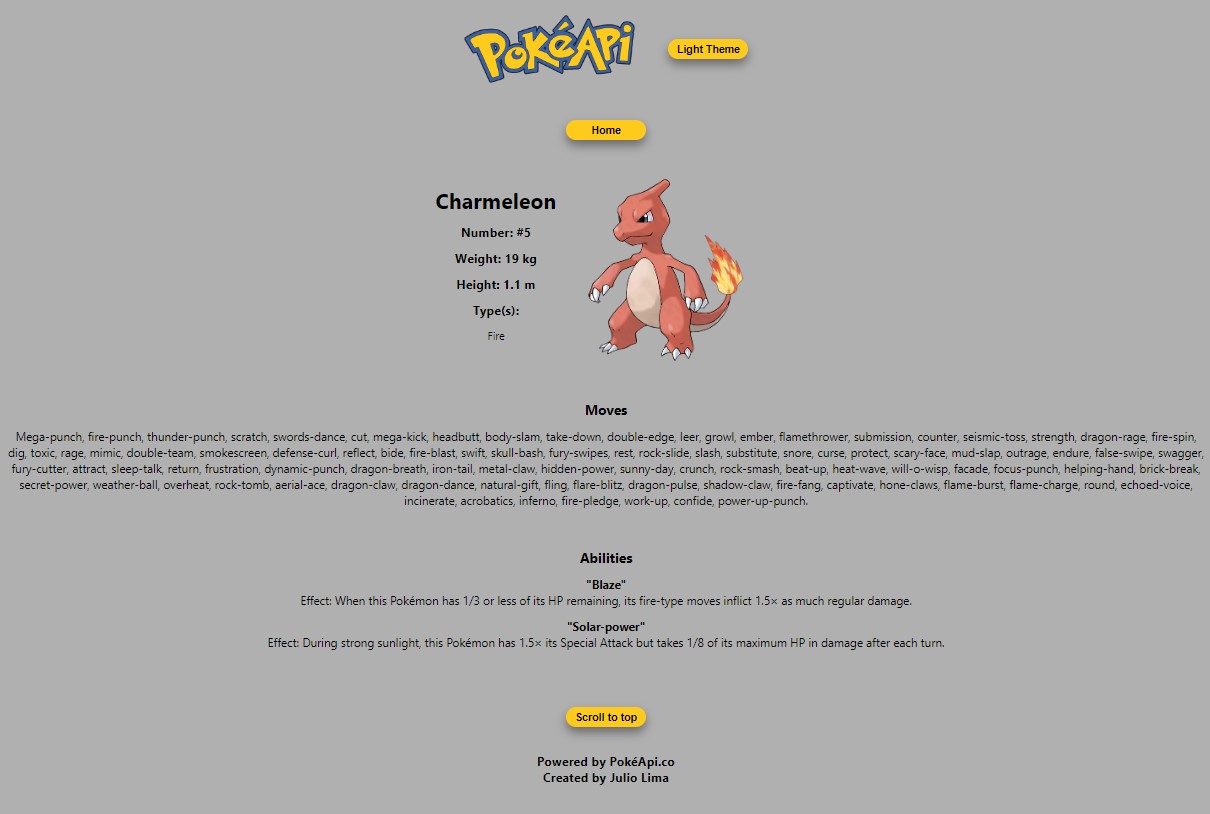 PokéApi
Light Theme
Home
Charmeleon
Number: #5
Weight: 19 kg
Height: 1.1 m
Type(s):
Fire
Moves
Mega-punch, fire-punch, thunder-punch, scratch, swords-dance, cut, mega-kick, headbutt, body-slam, take-down, double-edge, leer, growl, ember, flamethrower, submission, counter, seismic-toss, strength, dragon-rage, fire-spin,
dig, toxic, rage, mimic, double-team, smokescreen, defense-curl, reflect, bide, fire-blast, swift, skull-bash, fury-swipes, rest, rock-slide, slash, substitute, snore, curse, protect, scary-face, mud-slap, outrage, endure, false-swipe, swagger,
fury-cutter, attract, sleep-talk, return, frustration, dynamic-punch, dragon-breath, iron-tail, metal-claw, hidden-power, sunny-day, crunch, rock-smash, beat-up, heat-wave, will-o-wisp, facade, focus-punch, helping-hand, brick-break,
secret-power, weather-ball, overheat, rock-tomb, aerial-ace, dragon-claw, dragon-dance, natural-gift, fling, flare-blitz, dragon-pulse, shadow-claw, fire-fang, captivate, hone-claws, flame-burst, flame-charge, round, echoed-voice,
incinerate, acrobatics, inferno, fire-pledge, work-up, confide, power-up-punch.
Abilities
"Blaze"
Effect: When this Pokémon has 1/3 or less of its HP remaining, its fire-type moves inflict 1.5× as much regular damage.
"Solar-power"
Effect: During strong sunlight, this Pokémon has 1.5× its Special Attack but takes 1/8 of its maximum HP in damage after each turn.
Scroll to top
Powered by PokéApi.co
Created by Julio Lima